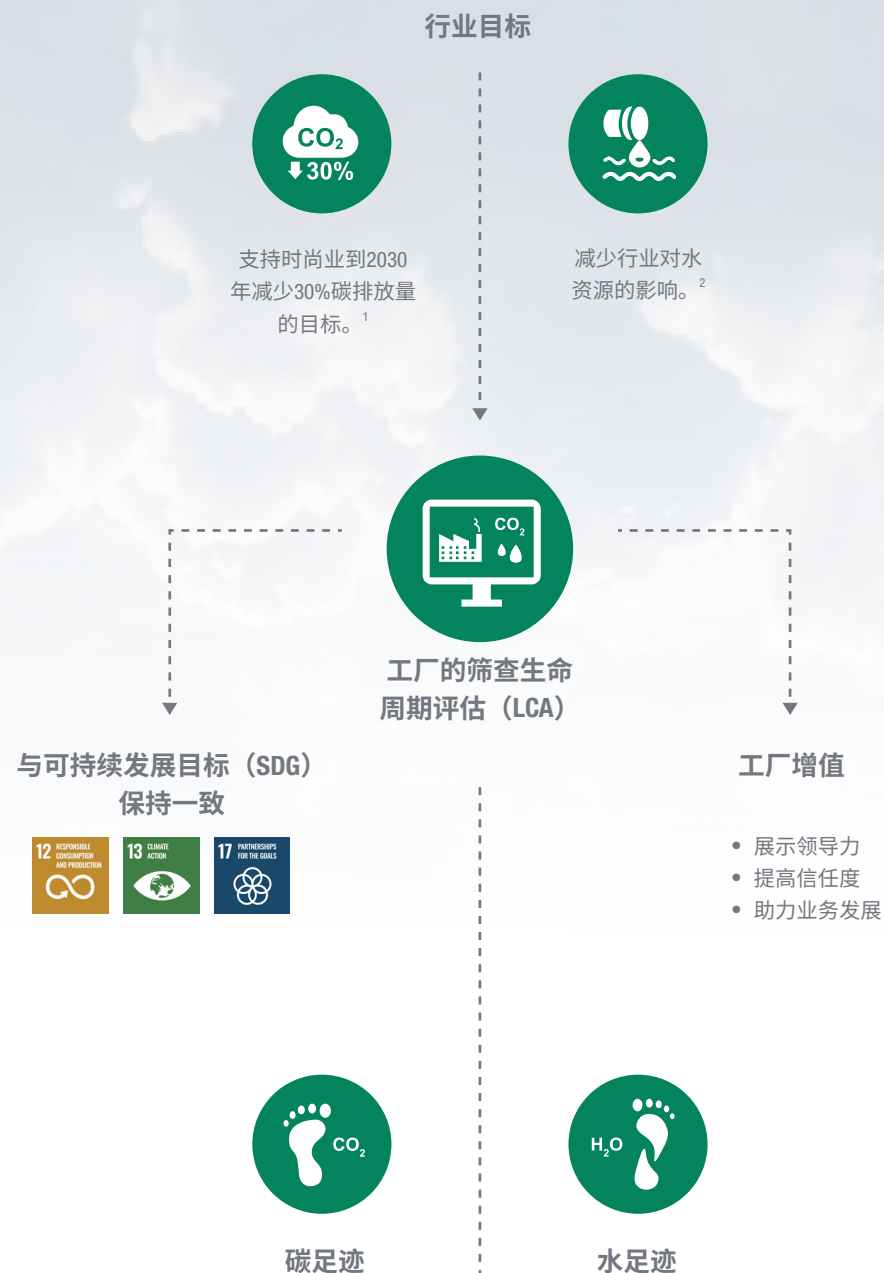 行业目标
CO₂
30%
支持时尚业到2030
年减少30%碳排放量
的目标。¹
减少行业对水
资源的影响。²
CO₂
工厂的筛查生命
周期评估（LCA）
与可持续发展目标（SDG）
保持一致
12 RESPONSIBLE
CONSUMPTION
AND PRODUCTION
13 CLIMATE
ACTION
17 PARTNERSHIPS
FOR THE GOALS
工厂增值
• 展示领导力
• 提高信任度
• 助力业务发展
CO₂
碳足迹
H₂O
水足迹